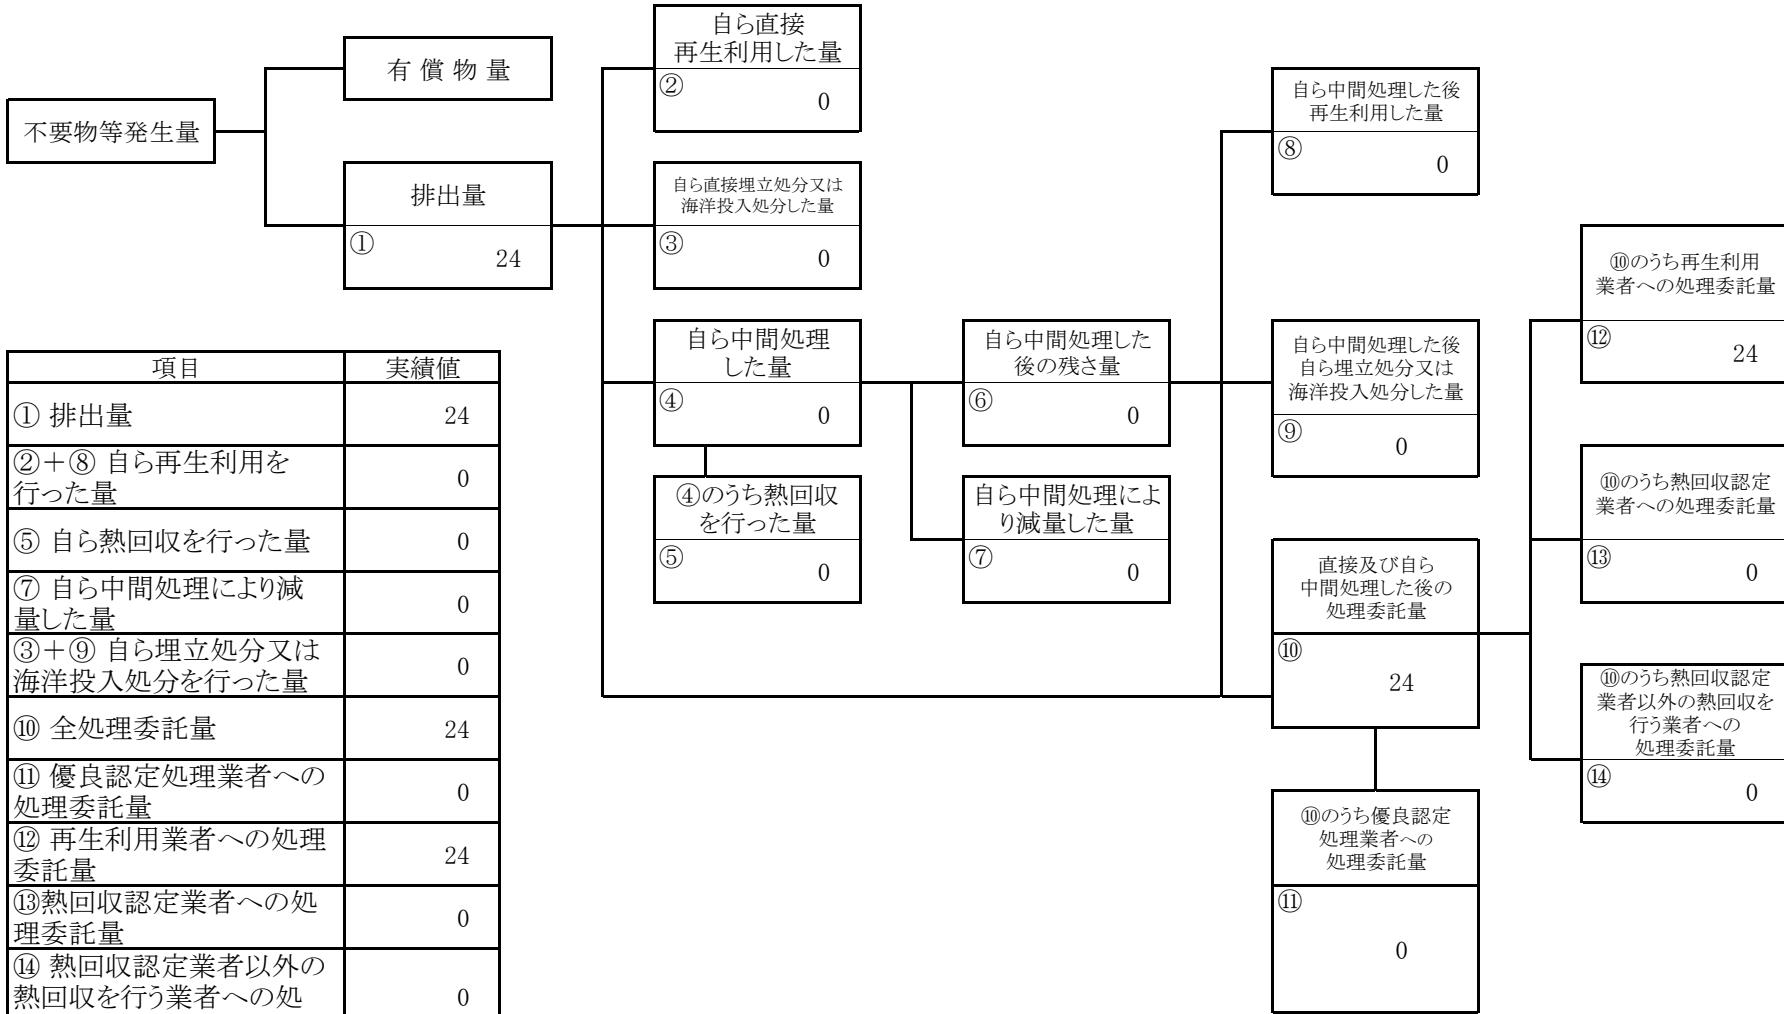 不要物等発生量
有償物量
排出量
①
24
自ら直接
再生利用した量
②
0
自ら直接埋立処分又は
海洋投入処分した量
③
0
自ら中間処理
した量
④
0
④のうち熱回収
を行った量
⑤
0
自ら中間処理した
後の残さ量
⑥
0
自ら中間処理によ
り減量した量
⑦
0
自ら中間処理した後
再生利用した量
⑧
0
自ら中間処理した後
自ら埋立処分又は
海洋投入処分した量
⑨
0
直接及び自ら
中間処理した後の
処理委託量
⑩
24
⑩のうち優良認定
処理業者への
処理委託量
⑪
0
⑩のうち再生利用
業者への処理委託量
⑫
24
⑩のうち熱回収認定
業者への処理委託量
⑬
0
⑩のうち熱回収認定
業者以外の熱回収を
行う業者への
処理委託量
⑭
0
項目 実績値
① 排出量 24
②+⑧ 自ら再生利用を
行った量 0
⑤ 自ら熱回収を行った量 0
⑦ 自ら中間処理により減
量した量 0
③+⑨ 自ら埋立処分又は
海洋投入処分を行った量 0
⑩ 全処理委託量 24
⑪ 優良認定処理業者への
処理委託量 0
⑫ 再生利用業者への処理
委託量 24
⑬熱回収認定業者への処
理委託量 0
⑭ 熱回収認定業者以外の
熱回収を行う業者への処 0